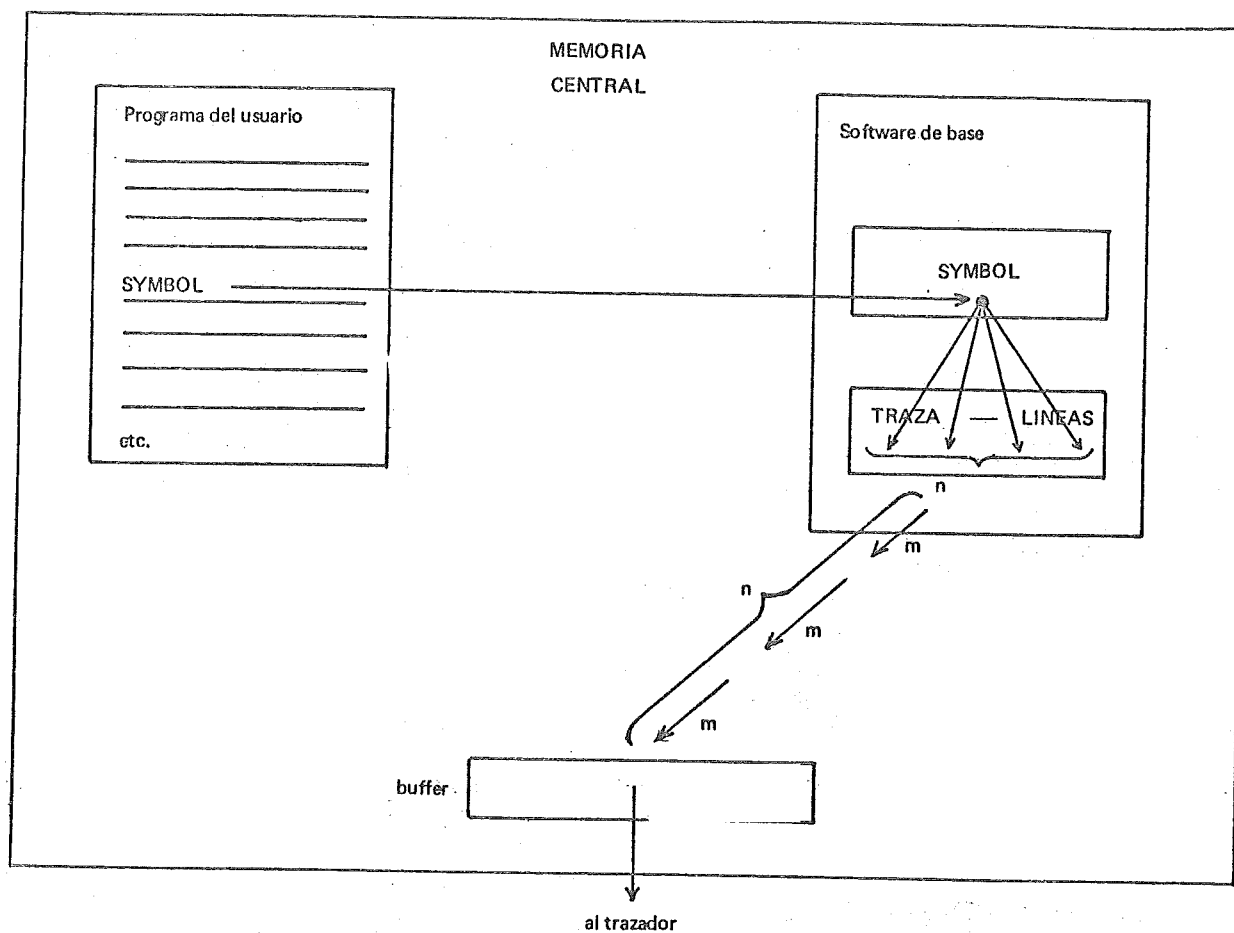 MEMORIA
CENTRAL
Programa del usuario
SYMBOL
etc.
Software de base
SYMBOL
TRAZA — LINEAS
n
m
n
m
m
buffer
al trazador